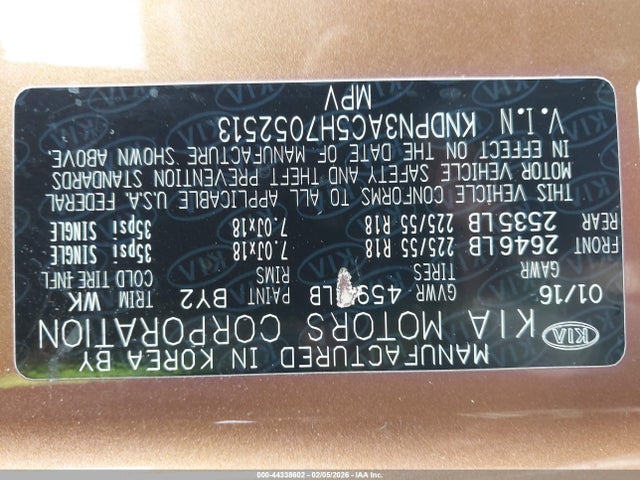 MANUFACTURED IN KOREA BY
KIA MOTORS CORPORATION
KIA
01/16 GVWR 459 LB PAINT BY2 TRIM WK
GAWR TIRES RIMS COLD TIRE INFL
FRONT 2646LB 225/55 R18 7.0Jx18 35psi SINGLE
REAR 2535LB 225/55 R18 7.0Jx18 35psi SINGLE
THIS VEHICLE CONFORMS TO ALL APPLICABLE U.S.A. FEDERAL
MOTOR VEHICLE SAFETY AND THEFT PREVENTION STANDARDS
IN EFFECT ON THE DATE OF MANUFACTURE SHOWN ABOVE.
V.I.N KNDPN3AC5H7052513
MPV
000-44338602 - 02/05/2026 - IAA Inc.